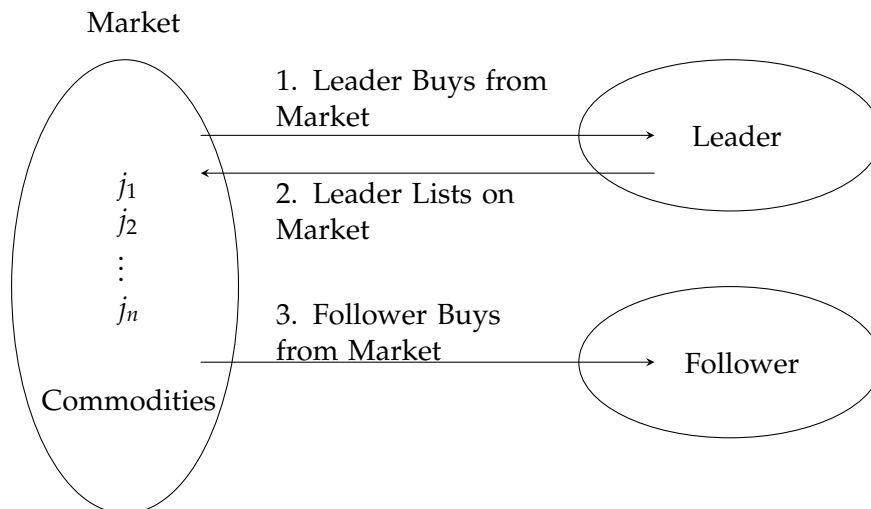 Market
1. Leader Buys from
Market
Leader
j₁
j₂
⋮
jₙ
2. Leader Lists on
Market
3. Follower Buys
from Market
Follower
Commodities